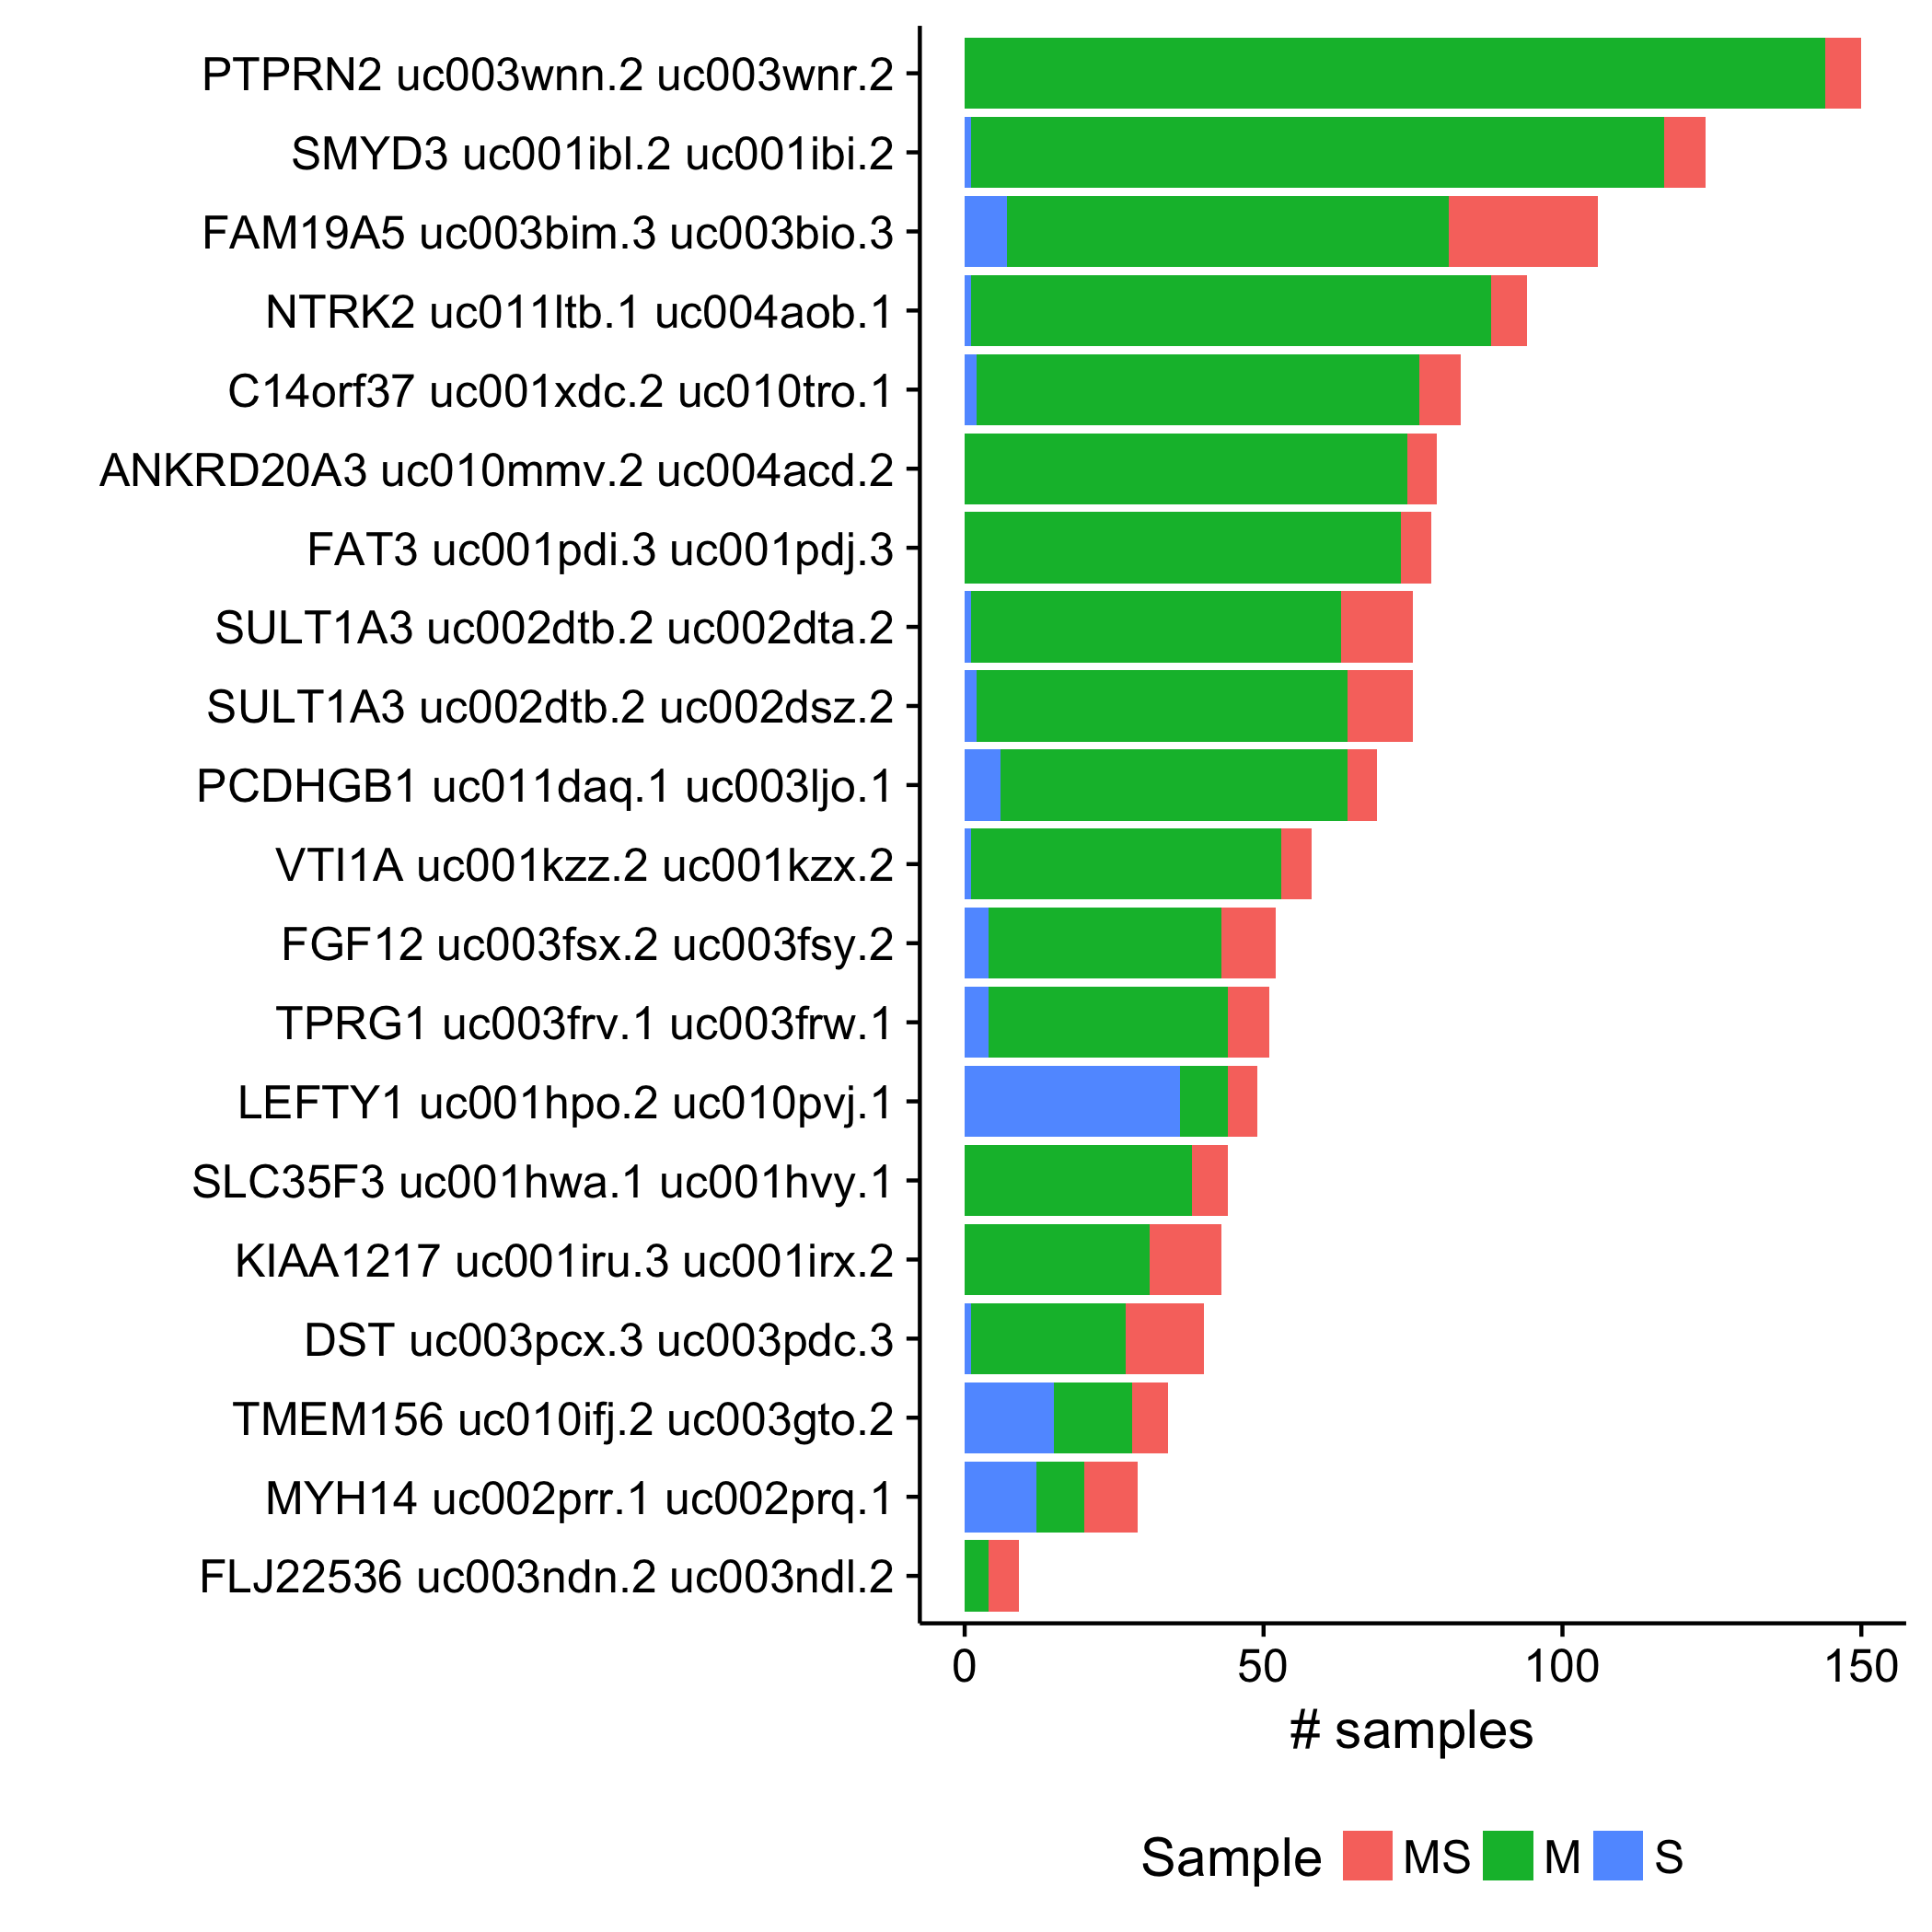 PTPRN2 uc003wnn.2 uc003wnr.2
SMYD3 uc001ibl.2 uc001ibi.2
FAM19A5 uc003bim.3 uc003bio.3
NTRK2 uc011ltb.1 uc004aob.1
C14orf37 uc001xdc.2 uc010tro.1
ANKRD20A3 uc010mmv.2 uc004acd.2
FAT3 uc001pdi.3 uc001pdj.3
SULT1A3 uc002dtb.2 uc002dta.2
SULT1A3 uc002dtb.2 uc002dsz.2
PCDHGB1 uc011daq.1 uc003ljo.1
VTI1A uc001kzz.2 uc001kzx.2
FGF12 uc003fsx.2 uc003fsy.2
TPRG1 uc003frv.1 uc003frw.1
LEFTY1 uc001hpo.2 uc010pvj.1
SLC35F3 uc001hwa.1 uc001hvy.1
KIAA1217 uc001iru.3 uc001irx.2
DST uc003pcx.3 uc003pdc.3
TMEM156 uc010ifj.2 uc003gto.2
MYH14 uc002prr.1 uc002prq.1
FLJ22536 uc003ndn.2 uc003ndl.2
0 50 100 150
# samples
Sample MS M S